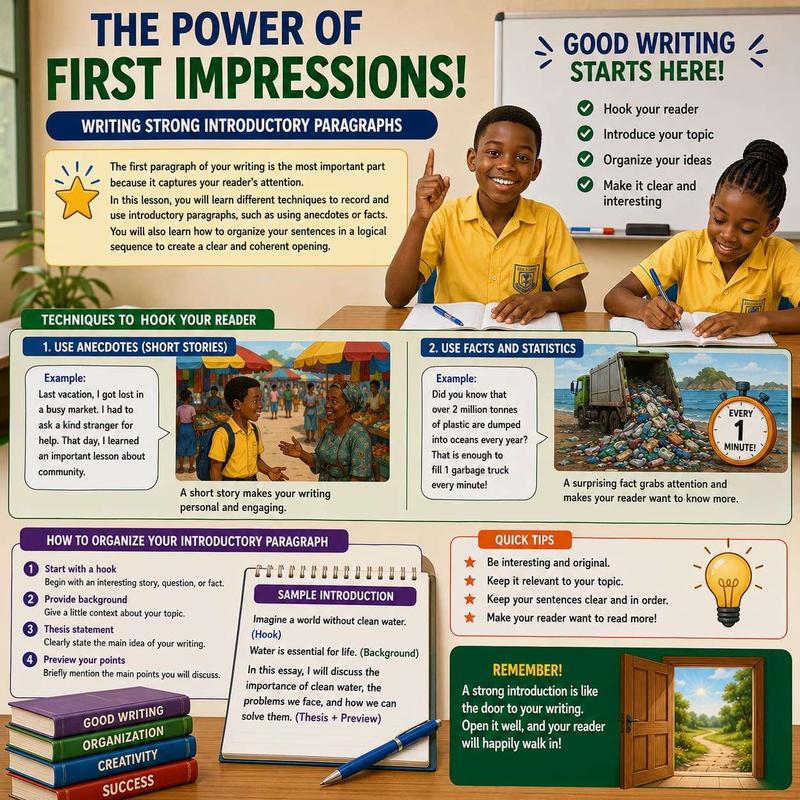 THE POWER OF
FIRST IMPRESSIONS!
WRITING STRONG INTRODUCTORY PARAGRAPHS
The first paragraph of your writing is the most important part
because it captures your reader's attention.
In this lesson, you will learn different techniques to record and
use introductory paragraphs, such as using anecdotes or facts.
You will also learn how to organize your sentences in a logical
sequence to create a clear and coherent opening.
GOOD WRITING
STARTS HERE!
Hook your reader
Introduce your topic
Organize your ideas
Make it clear and
interesting
TECHNIQUES TO HOOK YOUR READER
1. USE ANECDOTES (SHORT STORIES)
Example:
Last vacation, I got lost in
a busy market. I had to
ask a kind stranger for
help. That day, I learned
an important lesson about
community.
A short story makes your writing
personal and engaging.
2. USE FACTS AND STATISTICS
Example:
Did you know that
over 2 million tonnes
of plastic are dumped
into oceans every year?
That is enough to
fill 1 garbage truck
every minute!
EVERY
1
MINUTE!
A surprising fact grabs attention and
makes your reader want to know more.
HOW TO ORGANIZE YOUR INTRODUCTORY PARAGRAPH
1 Start with a hook
Begin with an interesting story, question, or fact.
2 Provide background
Give a little context about your topic.
3 Thesis statement
Clearly state the main idea of your writing.
4 Preview your points
Briefly mention the main points you will discuss.
SAMPLE INTRODUCTION
Imagine a world without clean water.
(Hook)
Water is essential for life. (Background)
In this essay, I will discuss the
importance of clean water, the
problems we face, and how we can
solve them. (Thesis + Preview)
QUICK TIPS
Be interesting and original.
Keep it relevant to your topic.
Keep your sentences clear and in order.
Make your reader want to read more!
REMEMBER!
A strong introduction is like
the door to your writing.
Open it well, and your reader
will happily walk in!
GOOD WRITING
ORGANIZATION
CREATIVITY
SUCCESS